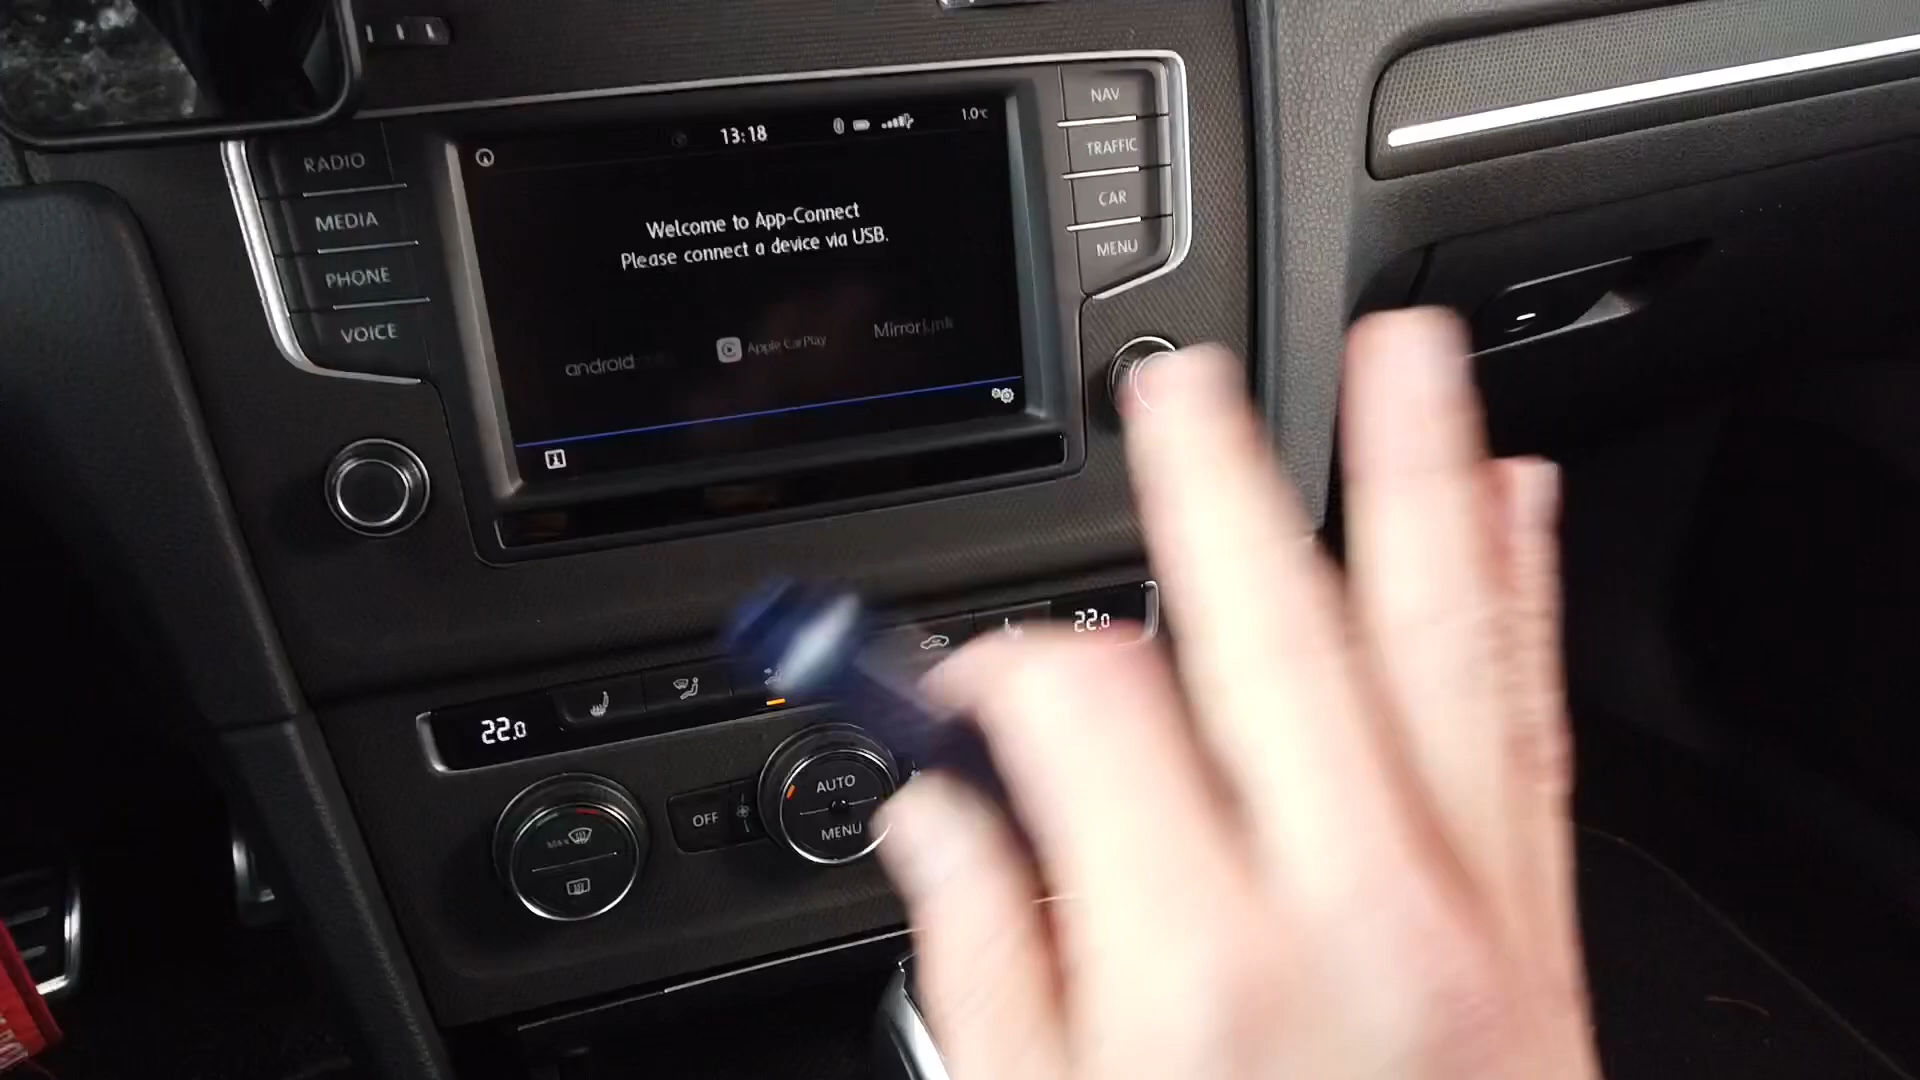 13:18
1.0°C
Welcome to App-Connect
Please connect a device via USB.
android
Apple CarPlay
MirrorLink
RADIO
MEDIA
PHONE
VOICE
NAV
TRAFFIC
CAR
MENU
22.0
22.0
MAX
OFF
AUTO
MENU